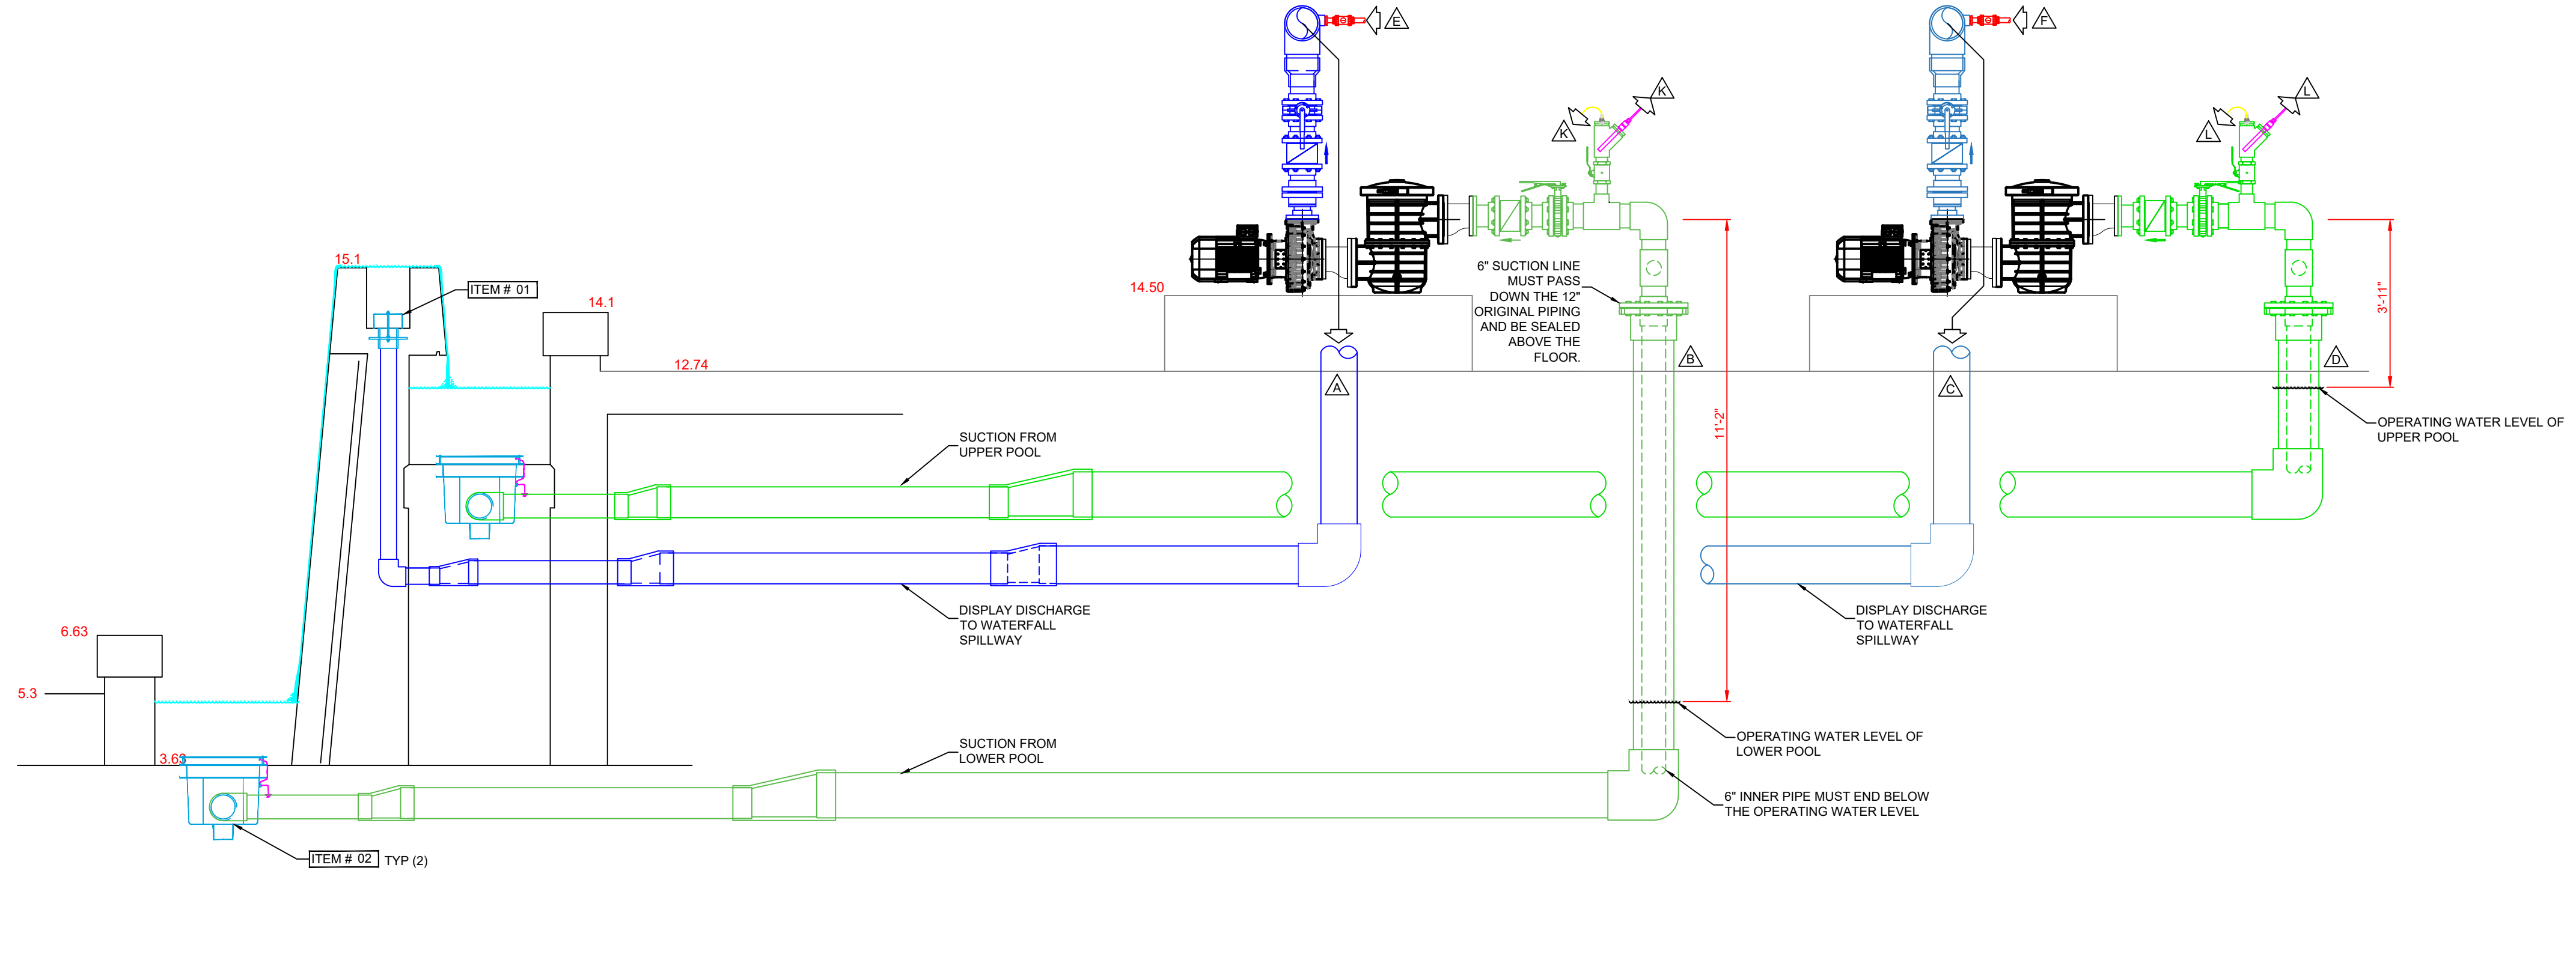 E
F
K
K
L
L
15.1
ITEM # 01
14.1
14.50
6" SUCTION LINE
MUST PASS
DOWN THE 12"
ORIGINAL PIPING
AND BE SEALED
ABOVE THE
FLOOR.
3'-11"
12.74
A
B
C
D
11'-2"
OPERATING WATER LEVEL OF
UPPER POOL
SUCTION FROM
UPPER POOL
DISPLAY DISCHARGE
TO WATERFALL
SPILLWAY
DISPLAY DISCHARGE
TO WATERFALL
SPILLWAY
6.63
5.3
3.63
SUCTION FROM
LOWER POOL
OPERATING WATER LEVEL OF
LOWER POOL
6" INNER PIPE MUST END BELOW
THE OPERATING WATER LEVEL
ITEM # 02 TYP (2)